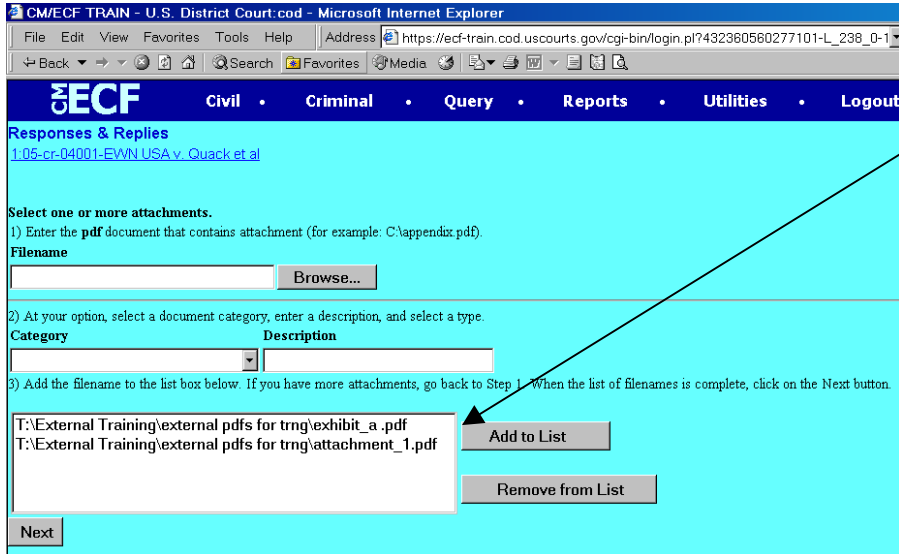 CM/ECF TRAIN - U.S. District Court:cod - Microsoft Internet Explorer
File Edit View Favorites Tools Help Address https://ecf-train.cod.uscourts.gov/cgi-bin/login.pl?432360560277101-L_238_0-1
Back Search Favorites Media
CM ECF Civil • Criminal • Query • Reports • Utilities • Logout
Responses & Replies
1:05-cr-04001-EWN USA v. Quack et al
Select one or more attachments.
1) Enter the pdf document that contains attachment (for example: C:\appendix.pdf).
Filename
Browse...
2) At your option, select a document category, enter a description, and select a type.
Category Description
3) Add the filename to the list box below. If you have more attachments, go back to Step 1. When the list of filenames is complete, click on the Next button.
T:\External Training\external pdfs for trng\exhibit_a .pdf
T:\External Training\external pdfs for trng\attachment_1.pdf
Add to List
Remove from List
Next